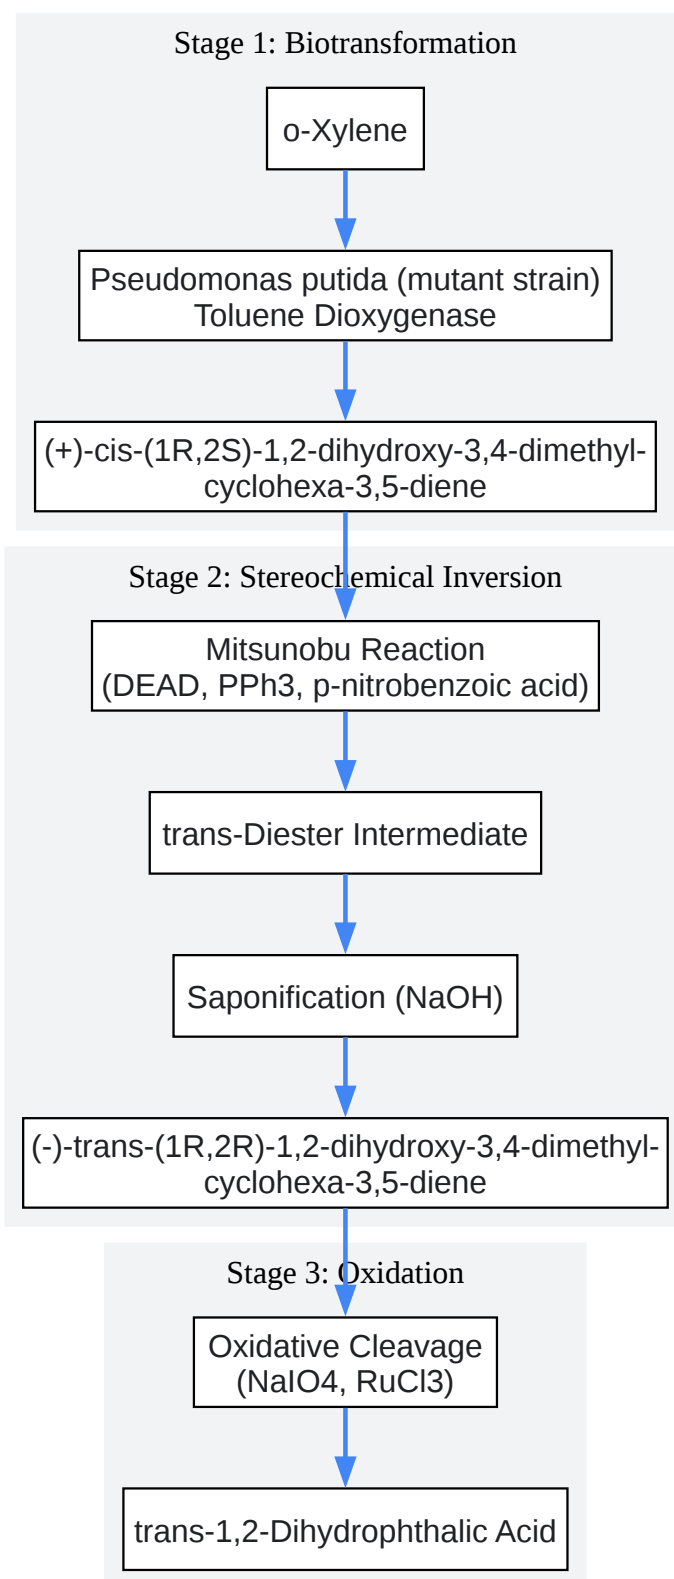 Stage 1: Biotransformation
o-Xylene
Pseudomonas putida (mutant strain)
Toluene Dioxygenase
(+)-cis-(1R,2S)-1,2-dihydroxy-3,4-dimethyl-
cyclohexa-3,5-diene
Stage 2: Stereochemical Inversion
Mitsunobu Reaction
(DEAD, PPh3, p-nitrobenzoic acid)
trans-Diester Intermediate
Saponification (NaOH)
(-)-trans-(1R,2R)-1,2-dihydroxy-3,4-dimethyl-
cyclohexa-3,5-diene
Stage 3: Oxidation
Oxidative Cleavage
(NaIO4, RuCl3)
trans-1,2-Dihydrophthalic Acid